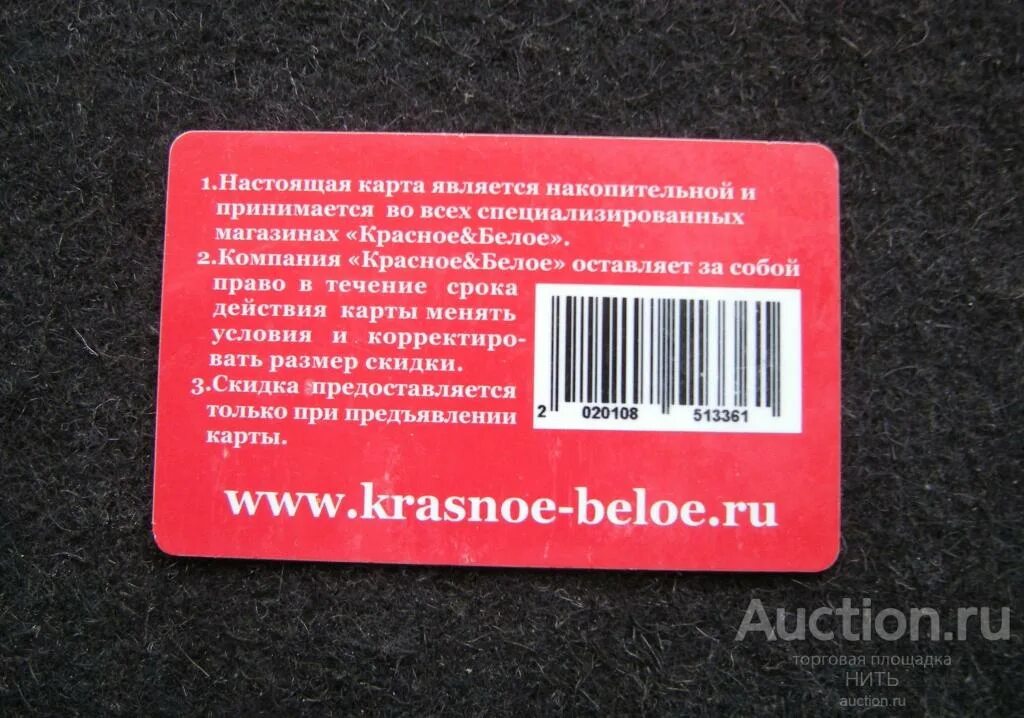 1.Настоящая карта является накопительной и
принимается во всех специализированных
магазинах «Красное&Белое».
2.Компания «Красное&Белое» оставляет за собой
право в течение срока
действия карты менять
условия и корректиро-
вать размер скидки.
3.Скидка предоставляется
только при предъявлении
карты.
2 020108 513361
www.krasnoe-beloe.ru
Auction.ru
торговая площадка
НИТЬ
auction.ru